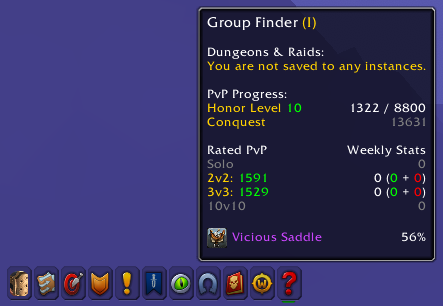 Group Finder (I)
Dungeons & Raids:
You are not saved to any instances.
PvP Progress:
Honor Level 10 1322 / 8800
Conquest 13631
Rated PvP Weekly Stats
Solo 0
2v2: 1591 0 (0 + 0)
3v3: 1529 0 (0 + 0)
10v10 0
Vicious Saddle 56%